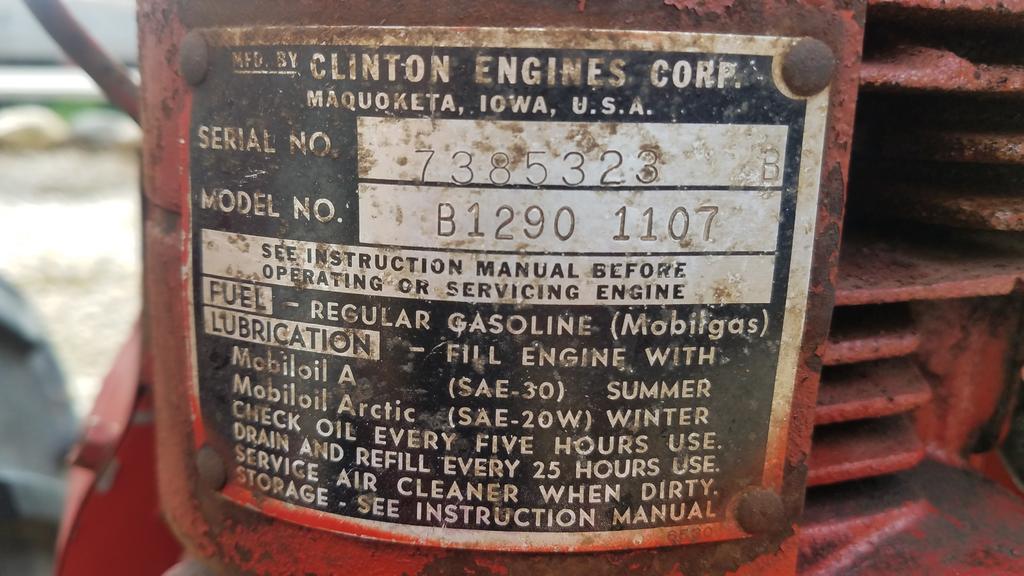 MFD. BY CLINTON ENGINES CORP.
MAQUOKETA, IOWA, U.S.A.
SERIAL NO. 7385323 B
MODEL NO. B1290 1107
SEE INSTRUCTION MANUAL BEFORE
OPERATING OR SERVICING ENGINE
FUEL - REGULAR GASOLINE (Mobilgas)
LUBRICATION - FILL ENGINE WITH
Mobiloil A (SAE-30) SUMMER
Mobiloil Arctic (SAE-20W) WINTER
CHECK OIL EVERY FIVE HOURS USE.
DRAIN AND REFILL EVERY 25 HOURS USE.
SERVICE AIR CLEANER WHEN DIRTY.
STORAGE - SEE INSTRUCTION MANUAL